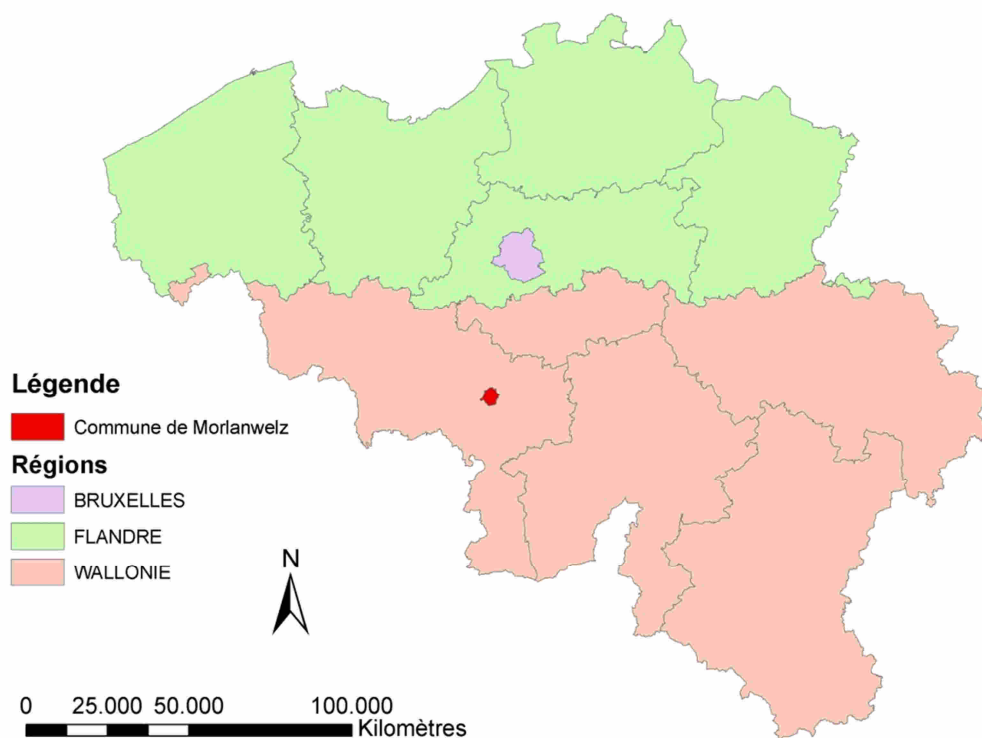 Légende
Commune de Morlanwelz
Régions
BRUXELLES
FLANDRE
WALLONIE
N
0 25.000 50.000 100.000
Kilomètres